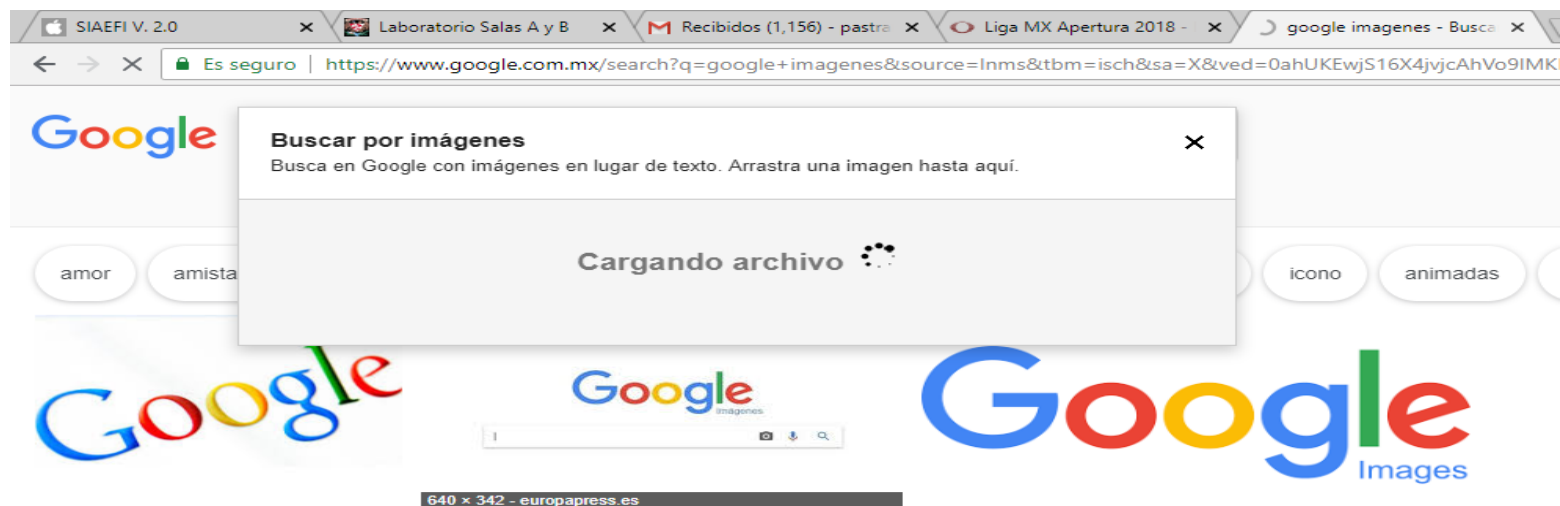 SIAEFI V. 2.0
Laboratorio Salas A y B
Recibidos (1,156) - pastra
Liga MX Apertura 2018 -
google imagenes - Busca
Es seguro
https://www.google.com.mx/search?q=google+imagenes&source=lnms&tbm=isch&sa=X&ved=0ahUKEwjS16X4jvjcAhVo9IMK
Google
Buscar por imágenes
Busca en Google con imágenes en lugar de texto. Arrastra una imagen hasta aquí.
Cargando archivo
amor
amista
icono
animadas
Google
Google
Imágenes
Google
Images
640 × 342 - europapress.es